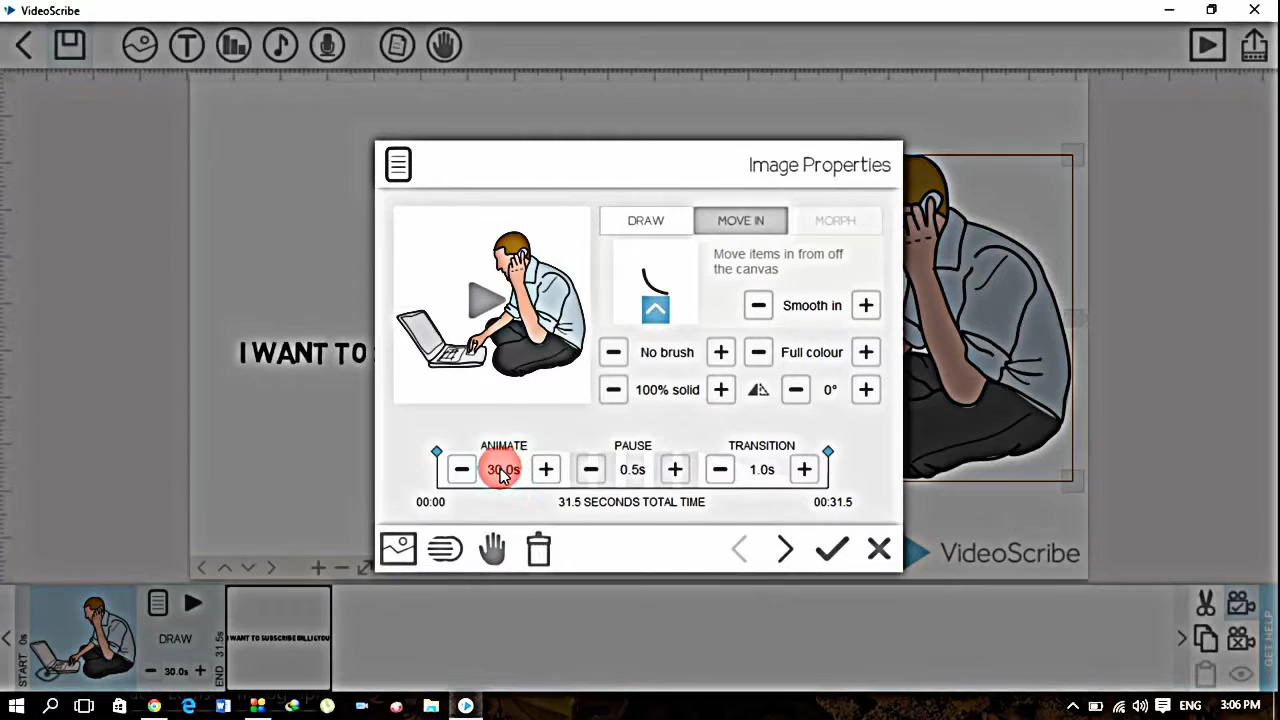 VideoScribe
Image Properties
DRAW MOVE IN MORPH
Move items in from off
the canvas
Smooth in
No brush Full colour
100% solid 0°
I WANT TO
ANIMATE PAUSE TRANSITION
30.0s 0.5s 1.0s
00:00 31.5 SECONDS TOTAL TIME 00:31.5
VideoScribe
START 0s
DRAW
30.0s
END 31.5s
I WANT TO SUBSCRIBE
GET HELP
ENG 3:06 PM